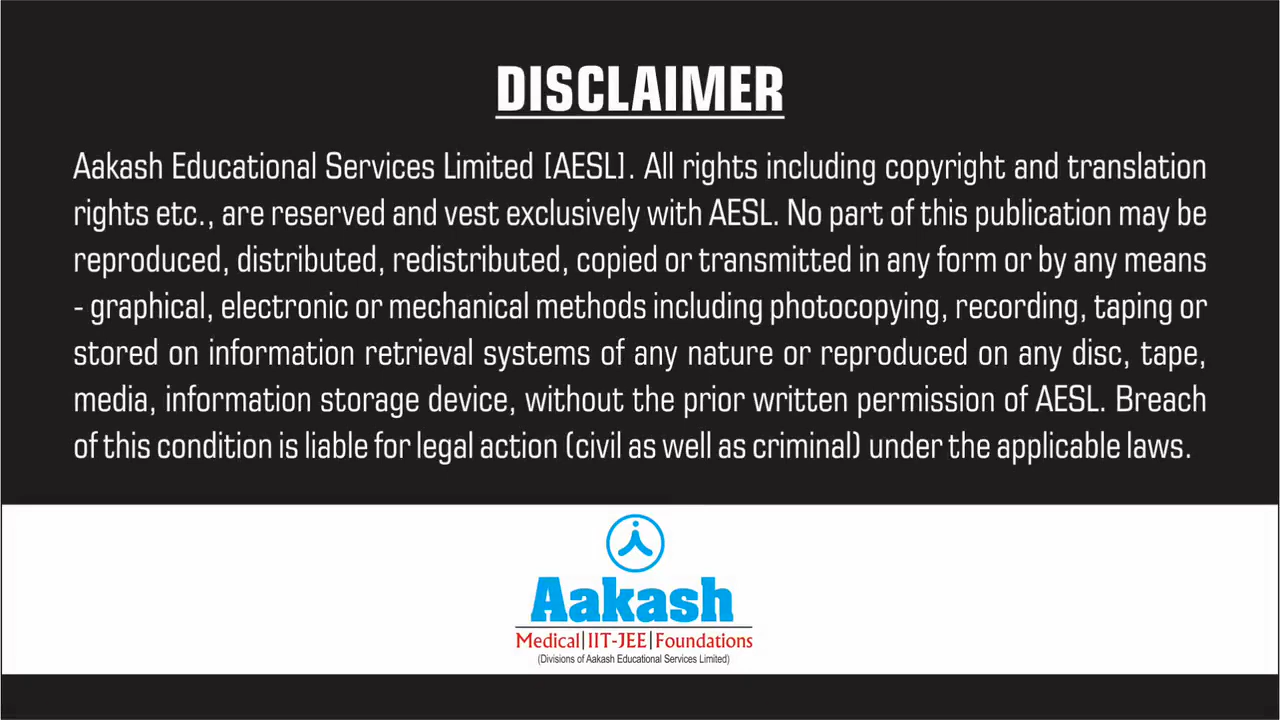 DISCLAIMER
Aakash Educational Services Limited [AESL]. All rights including copyright and translation
rights etc., are reserved and vest exclusively with AESL. No part of this publication may be
reproduced, distributed, redistributed, copied or transmitted in any form or by any means
- graphical, electronic or mechanical methods including photocopying, recording, taping or
stored on information retrieval systems of any nature or reproduced on any disc, tape,
media, information storage device, without the prior written permission of AESL. Breach
of this condition is liable for legal action (civil as well as criminal) under the applicable laws.
Aakash
Medical|IIT-JEE|Foundations
(Divisions of Aakash Educational Services Limited)